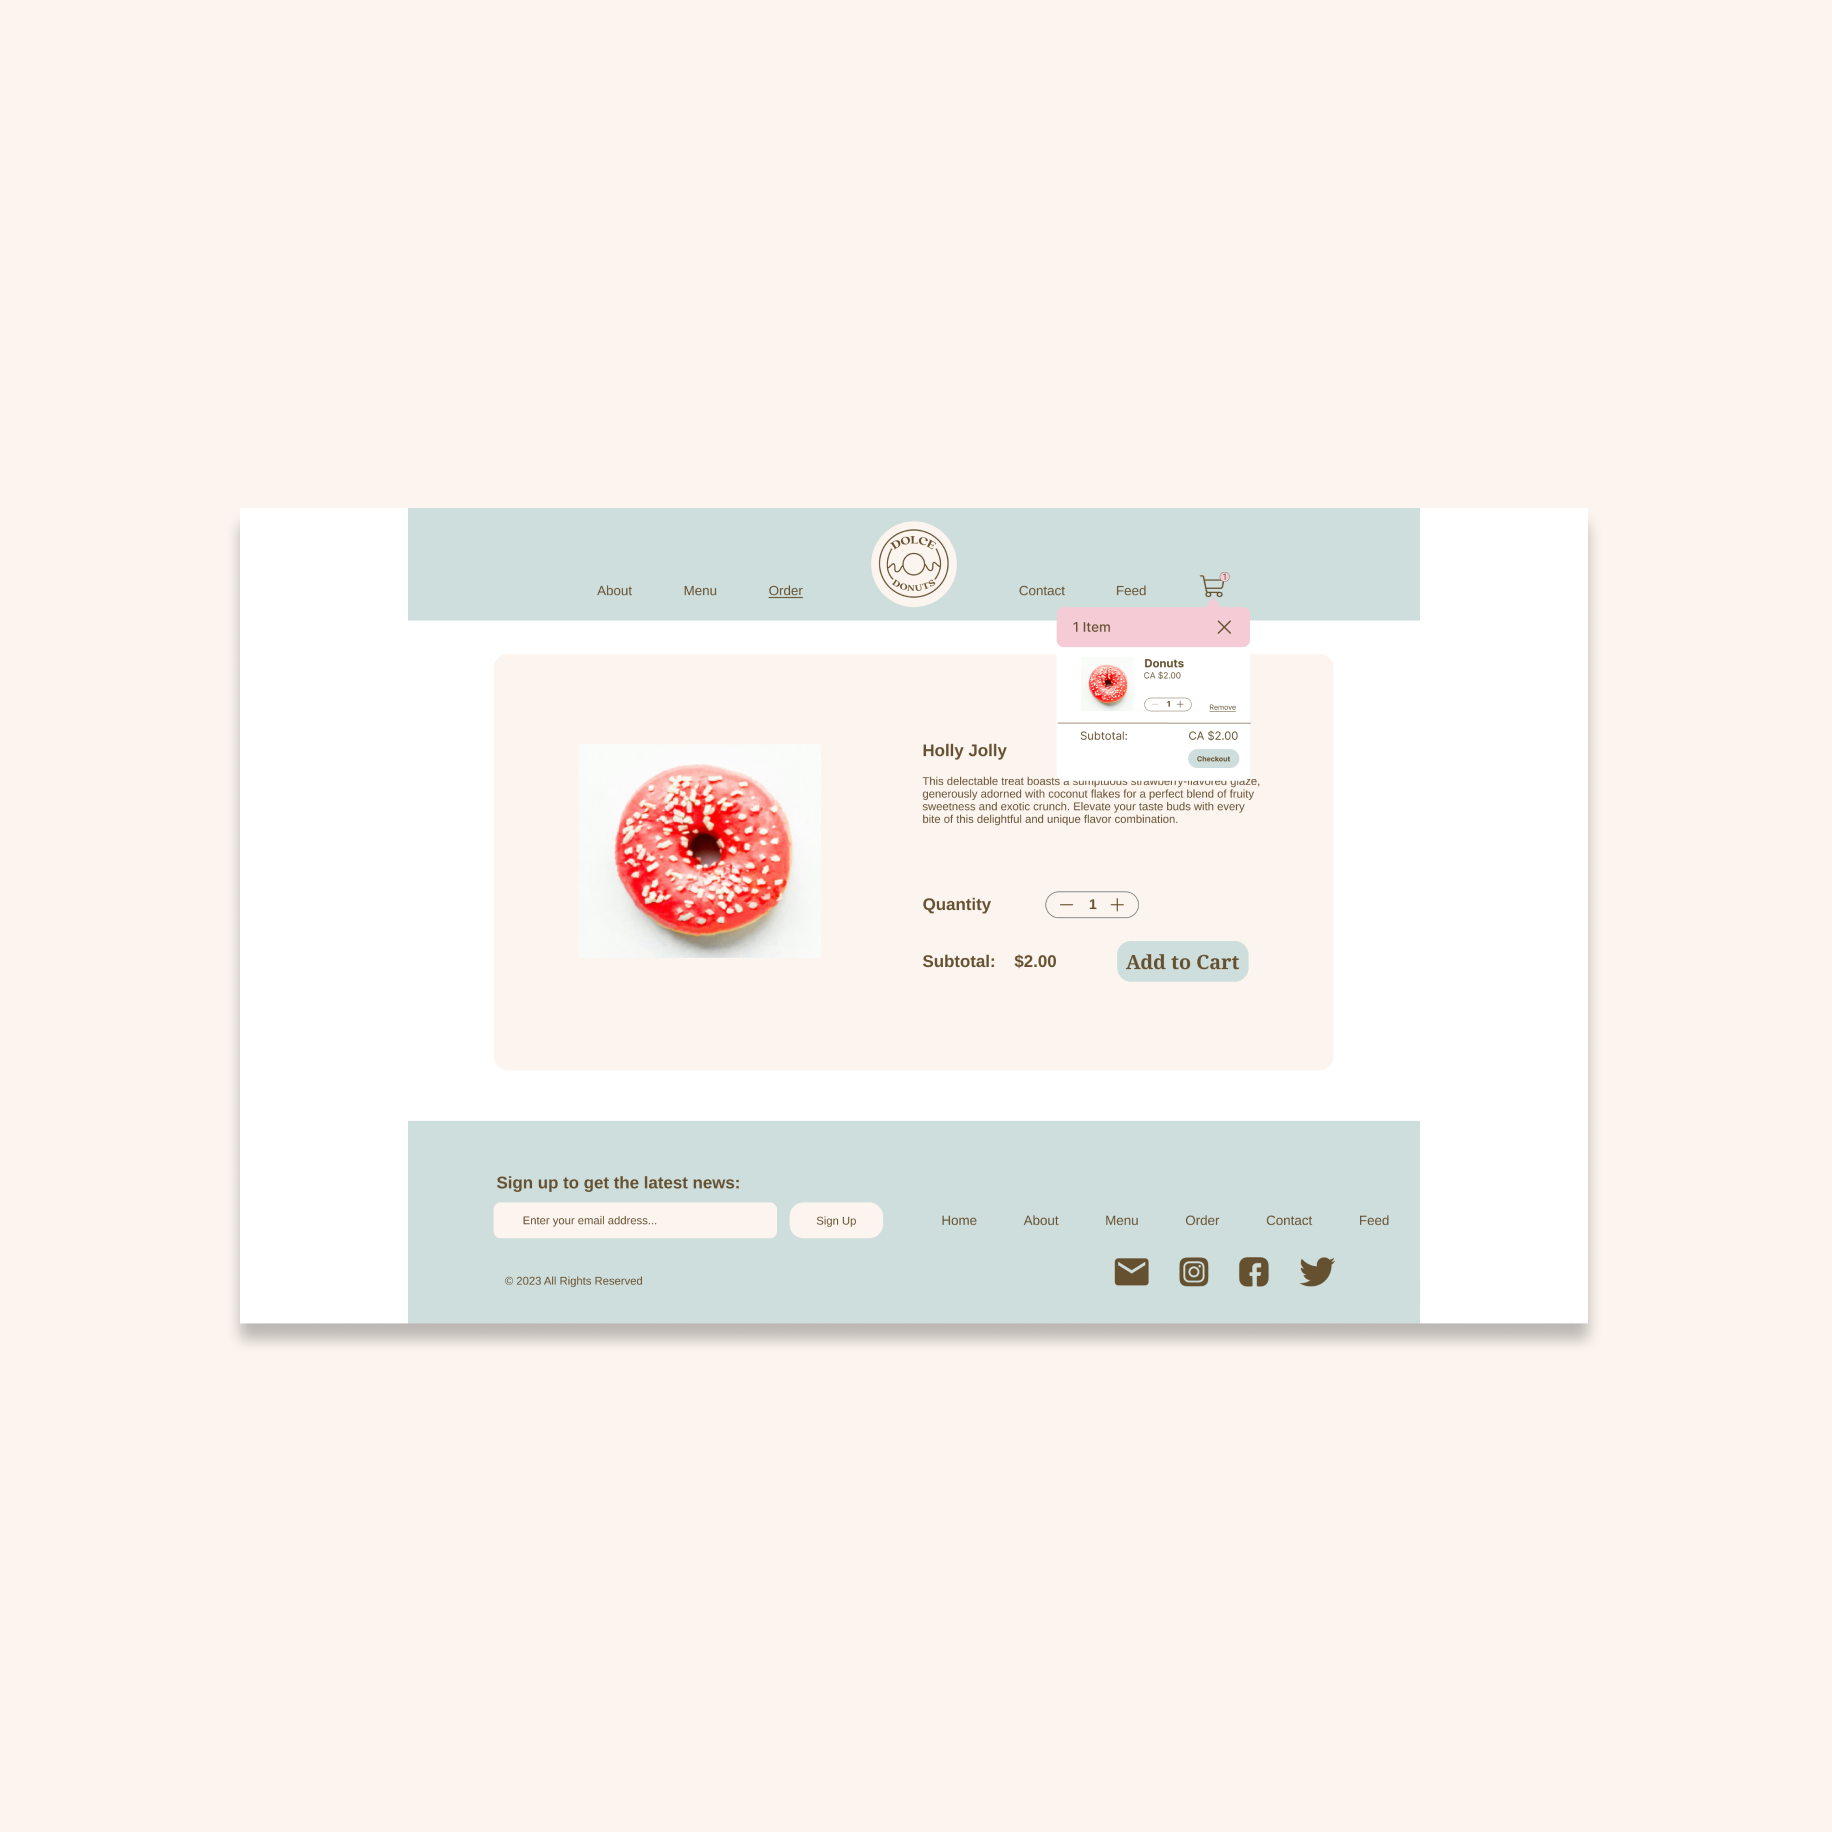 DOLCE
DONUTS
About
Menu
Order
Contact
Feed
1
1 Item
Donuts
CA $2.00
1
Remove
Subtotal:
CA $2.00
Checkout
Holly Jolly
This delectable treat boasts a sumptuous strawberry-flavored glaze,
generously adorned with coconut flakes for a perfect blend of fruity
sweetness and exotic crunch. Elevate your taste buds with every
bite of this delightful and unique flavor combination.
Quantity
1
Subtotal: $2.00
Add to Cart
Sign up to get the latest news:
Enter your email address...
Sign Up
Home
About
Menu
Order
Contact
Feed
© 2023 All Rights Reserved